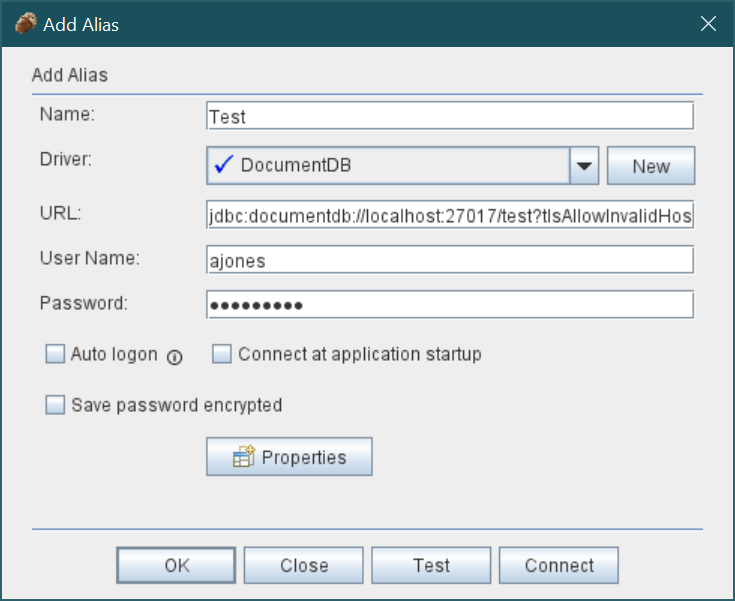 Add Alias
Add Alias
Name: Test
Driver: DocumentDB New
URL: jdbc:documentdb://localhost:27017/test?tlsAllowInvalidHos
User Name: ajones
Password: •••••••••
Auto logon Connect at application startup
Save password encrypted
Properties
OK Close Test Connect